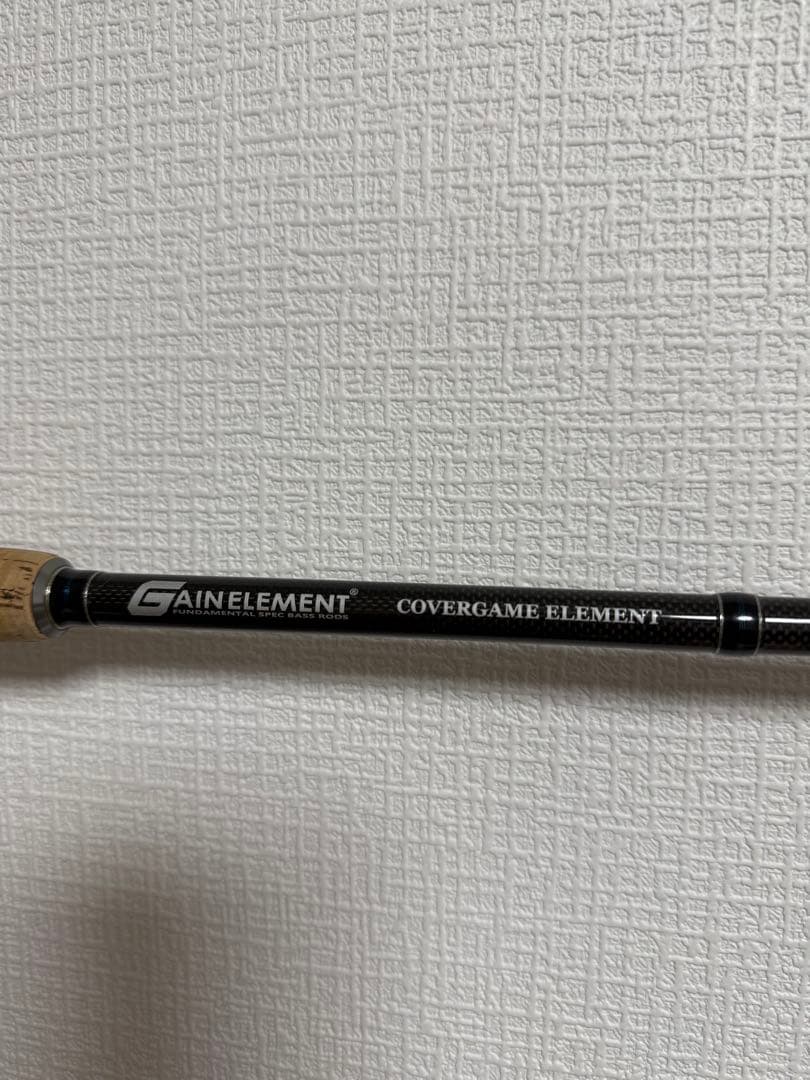 GAINELEMENT® COVERGAME ELEMENT
FUNDAMENTAL SPEC BASS RODS